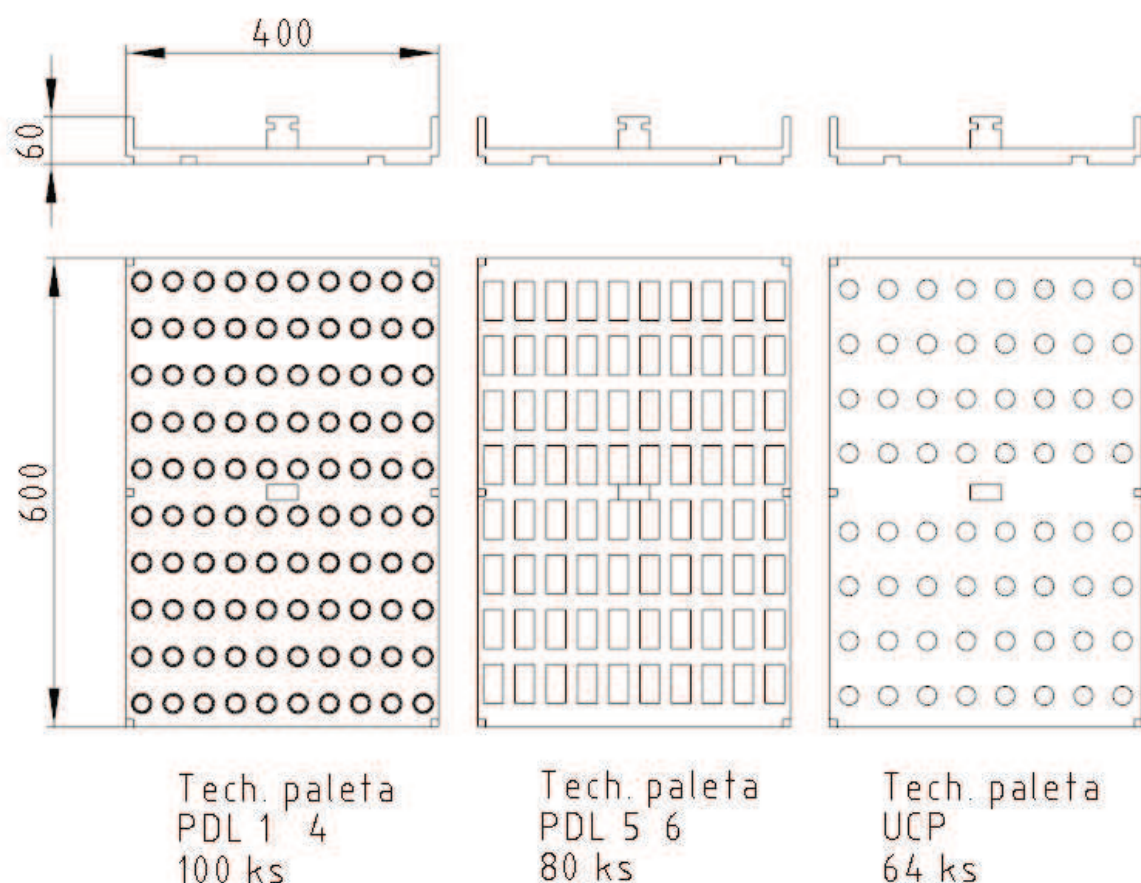 400
60
600
Tech. paleta
PDL 1 4
100 ks
Tech. paleta
PDL 5 6
80 ks
Tech. paleta
UCP
64 ks